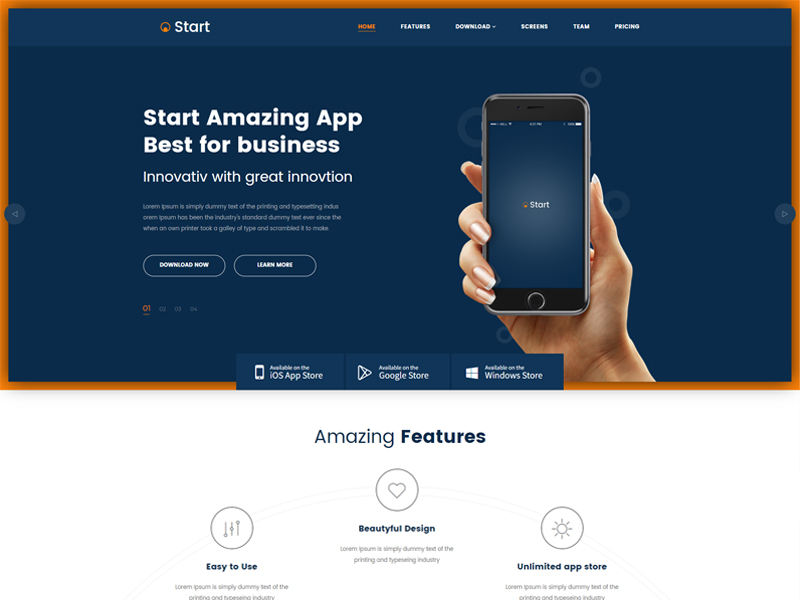 Start
HOME FEATURES DOWNLOAD SCREENS TEAM PRICING
Start Amazing App
Best for business
Innovativ with great innovtion
Lorem Ipsum is simply dummy text of the printing and typesetting indus
orem Ipsum has been the industry's standard dummy text ever since the
when an own printer took a galley of type and scrambled it to make
DOWNLOAD NOW LEARN MORE
01 02 03 04
4:21 PM
Start
Available on the
iOS App Store
Available on the
Google Store
Available on the
Windows Store
Amazing Features
Easy to Use
Lorem Ipsum is simply dummy text of the
printing and typeseing industry
Beautyful Design
Lorem Ipsum is simply dummy text of the
printing and typeseing industry
Unlimited app store
Lorem Ipsum is simply dummy text of the
printing and typeseing industry